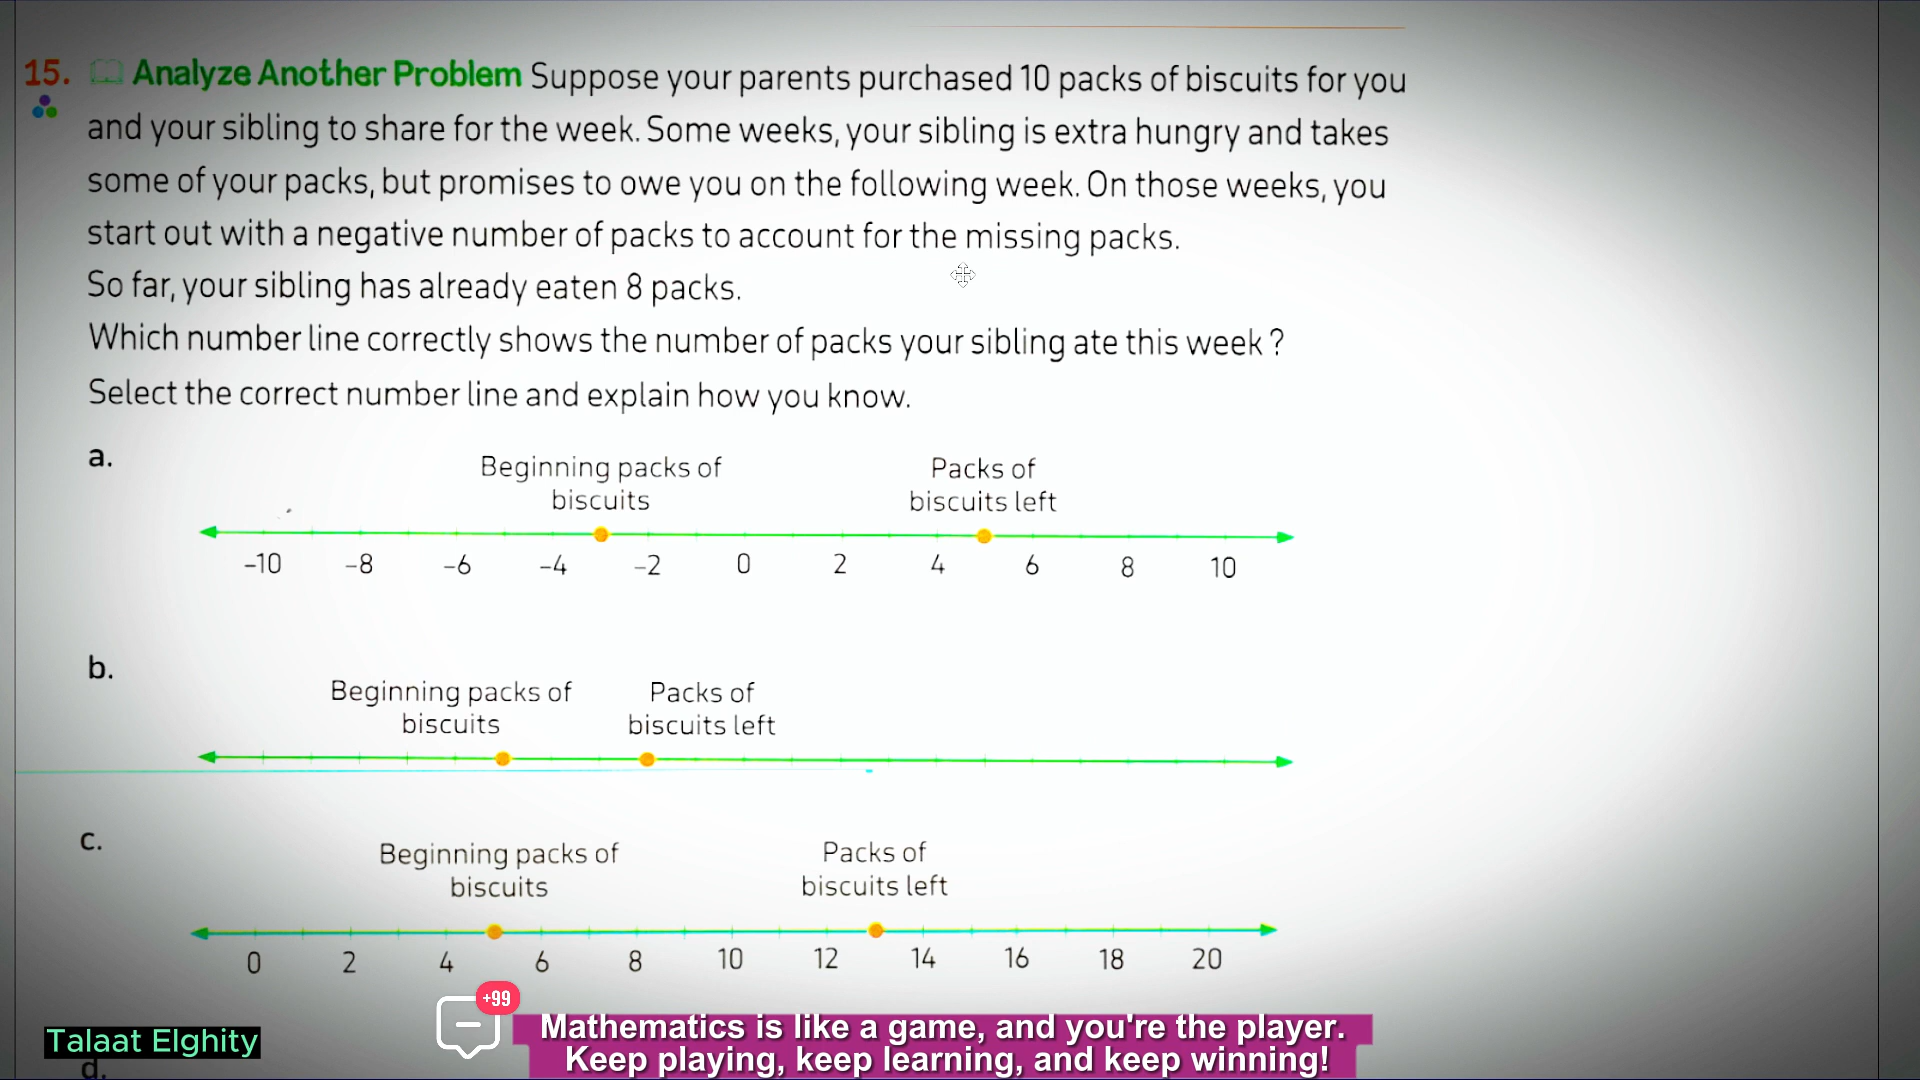 15. Analyze Another Problem Suppose your parents purchased 10 packs of biscuits for you
and your sibling to share for the week. Some weeks, your sibling is extra hungry and takes
some of your packs, but promises to owe you on the following week. On those weeks, you
start out with a negative number of packs to account for the missing packs.
So far, your sibling has already eaten 8 packs.
Which number line correctly shows the number of packs your sibling ate this week ?
Select the correct number line and explain how you know.
a.
Beginning packs of
biscuits
Packs of
biscuits left
-10 -8 -6 -4 -2 0 2 4 6 8 10
b.
Beginning packs of
biscuits
Packs of
biscuits left
c.
Beginning packs of
biscuits
Packs of
biscuits left
0 2 4 6 8 10 12 14 16 18 20
+99
Mathematics is like a game, and you're the player.
Keep playing, keep learning, and keep winning!
Talaat Elghity
d.